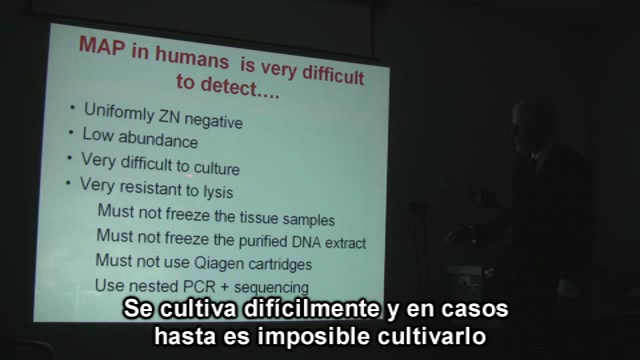 MAP in humans is very difficult
to detect....
• Uniformly ZN negative
• Low abundance
• Very difficult to culture
• Very resistant to lysis
Must not freeze the tissue samples
Must not freeze the purified DNA extract
Must not use Qiagen cartridges
Use nested PCR + sequencing
Se cultiva difícilmente y en casos
hasta es imposible cultivarlo